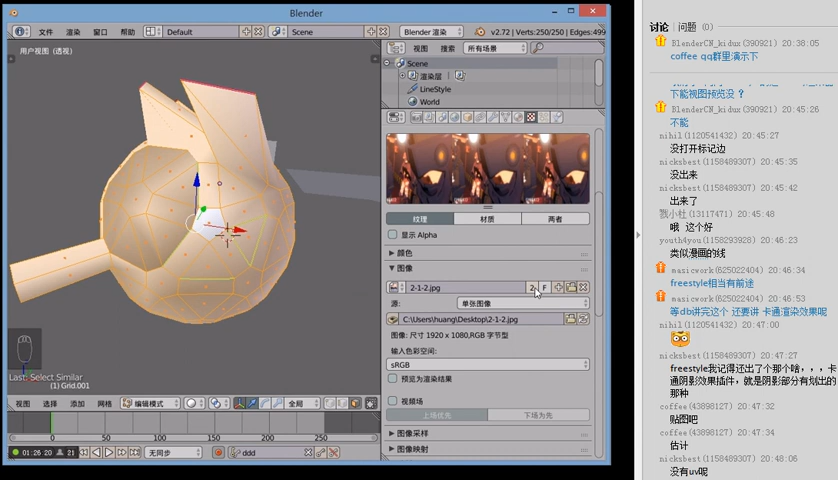 Blender
文件
渲染
窗口
帮助
Default
Scene
Blender 渲染
v2.72 | Verts:250/250 | Edges:499
用户视图 (透视)
视图
搜索
所有场景
Scene
渲染层
LineStyle
World
纹理
材质
两者
显示 Alpha
颜色
图像
2-1-2.jpg
2
F
源:
单张图像
C:\Users\huang\Desktop\2-1-2.jpg
图像: 尺寸 1920 x 1080,RGB 字节型
输入色彩空间:
sRGB
预览为渲染结果
视频场
上场优先
下场为先
图像采样
图像映射
Last: Select Similar
(1) Grid.001
视图
选择
添加
网格
编辑模式
全局
0
50
100
150
200
250
01:26 20
21
无同步
ddd
讨论 | 问题 (0)
BlenderCN_kidux(390921) 20:38:05
coffee qq群里演示下
下能视图预览没 ?
BlenderCN_kidux(390921) 20:45:26
不能
nihil(1120541432) 20:45:27
没打开标记边
nicksbest(1158489307) 20:45:35
没出来
nicksbest(1158489307) 20:45:42
出来了
戬小杜(13117471) 20:45:48
哦 这个好
youth4you(1158293928) 20:46:23
类似漫画的线
masicwork(825022404) 20:46:34
freestyle相当有前途
masicwork(825022404) 20:46:53
等db讲完这个 还要讲 卡通渲染效果呢
nihil(1120541432) 20:47:00
nicksbest(1158489307) 20:47:27
freestyle我记得还出了个那个啥，，，卡
通阴影效果插件，就是阴影部分有划出的
那种
coffee(43898127) 20:47:32
贴图吧
coffee(43898127) 20:47:34
估计
nicksbest(1158489307) 20:48:06
没有uv呢